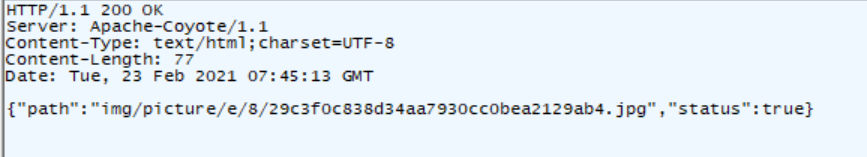 HTTP/1.1 200 OK
Server: Apache-Coyote/1.1
Content-Type: text/html;charset=UTF-8
Content-Length: 77
Date: Tue, 23 Feb 2021 07:45:13 GMT
{"path":"img/picture/e/8/29c3f0c838d34aa7930cc0bea2129ab4.jpg","status":true}